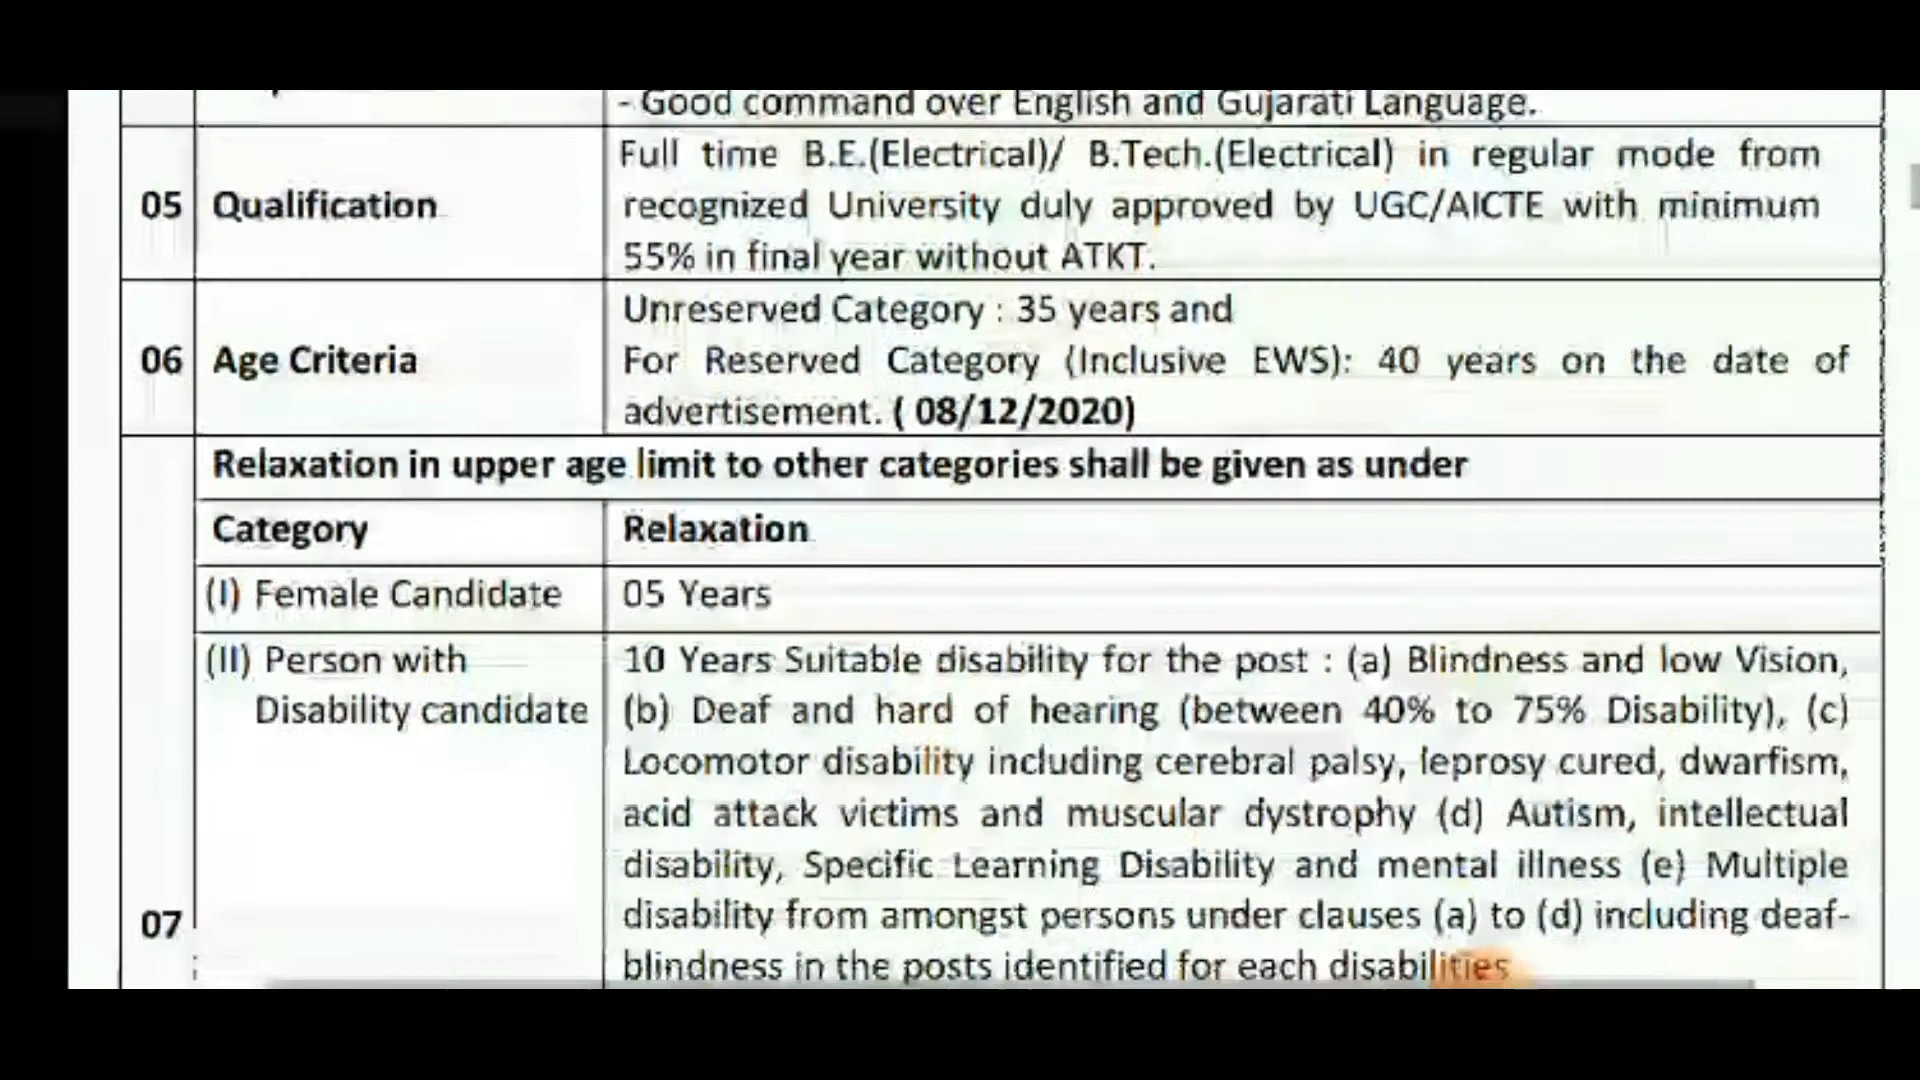 - Good command over English and Gujarati Language.
05 Qualification Full time B.E.(Electrical)/ B.Tech.(Electrical) in regular mode from
recognized University duly approved by UGC/AICTE with minimum
55% in final year without ATKT.
Unreserved Category : 35 years and
06 Age Criteria For Reserved Category (Inclusive EWS): 40 years on the date of
advertisement. ( 08/12/2020)
Relaxation in upper age limit to other categories shall be given as under
Category Relaxation
(I) Female Candidate 05 Years
(II) Person with 10 Years Suitable disability for the post : (a) Blindness and low Vision,
Disability candidate (b) Deaf and hard of hearing (between 40% to 75% Disability), (c)
Locomotor disability including cerebral palsy, leprosy cured, dwarfism,
acid attack victims and muscular dystrophy (d) Autism, intellectual
disability, Specific Learning Disability and mental illness (e) Multiple
07 disability from amongst persons under clauses (a) to (d) including deaf-
blindness in the posts identified for each disabilities